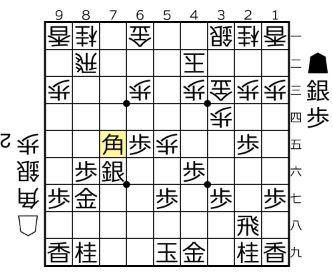 9 8 7 6 5 4 3 2 1
香 桂 金 銀 桂 香 一
飛 王 二
歩 歩 歩 金 歩 歩 三
歩 四
角 歩 歩 歩 五
歩 銀 歩 六
歩 金 歩 歩 歩 七
飛 八
香 桂 玉 金 桂 香 九
銀
歩
角
銀
歩
2